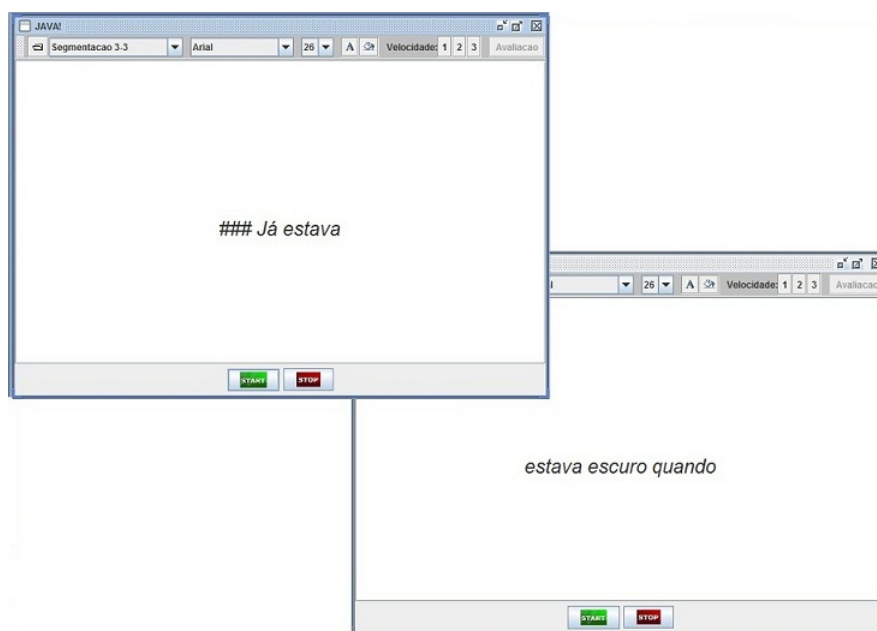 JAVA!
Segmentacao 3-3 Arial 26 A Velocidade: 1 2 3 Avaliacao
### Já estava
START STOP
26 A Velocidade: 1 2 3 Avaliacao
estava escuro quando
START STOP